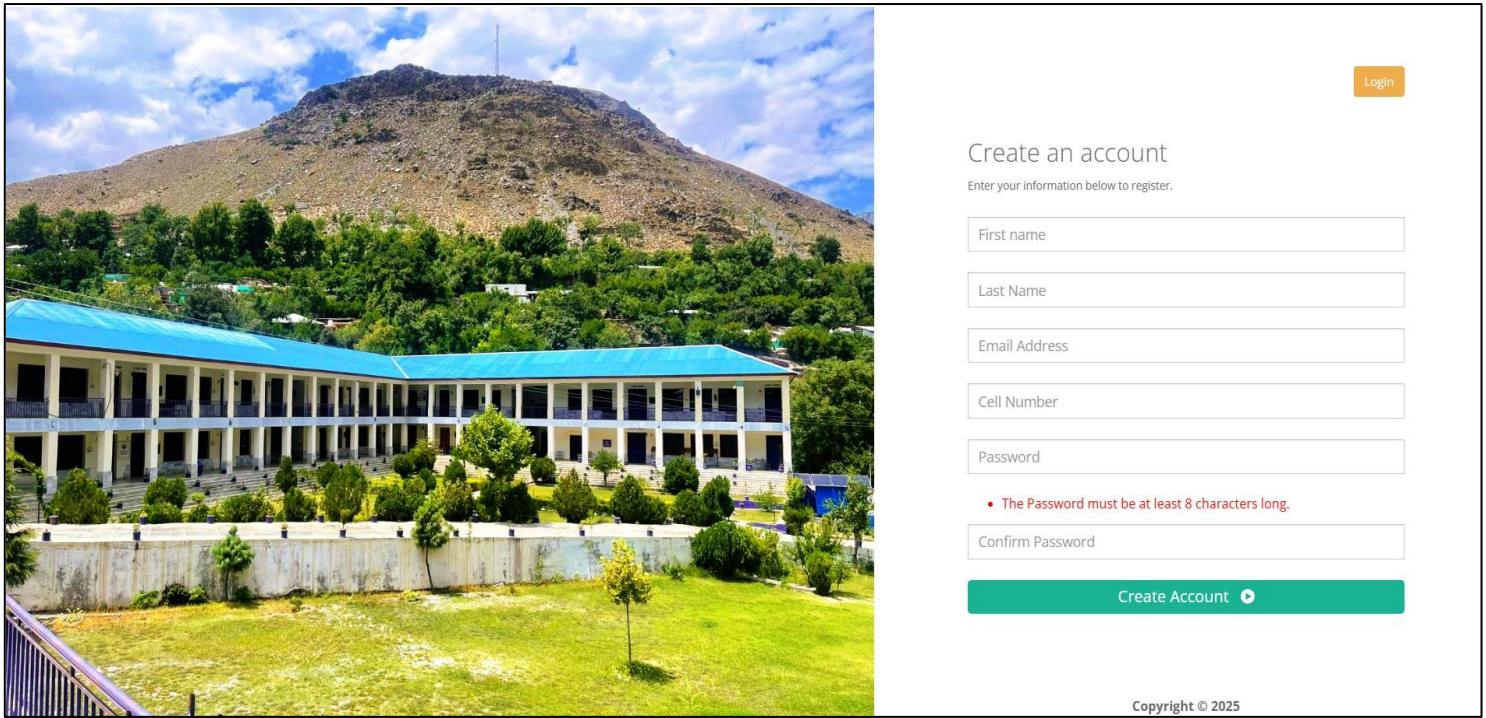 Login
Create an account
Enter your information below to register.
First name
Last Name
Email Address
Cell Number
Password
• The Password must be at least 8 characters long.
Confirm Password
Create Account
Copyright © 2025